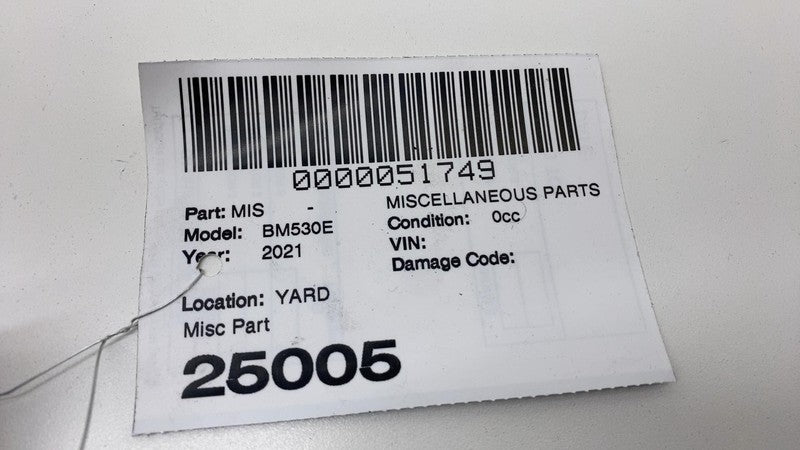 0000051749
Part: MIS - MISCELLANEOUS PARTS
Model: BM530E Condition: 0cc
Year: 2021 VIN:
Damage Code:
Location: YARD
Misc Part
25005